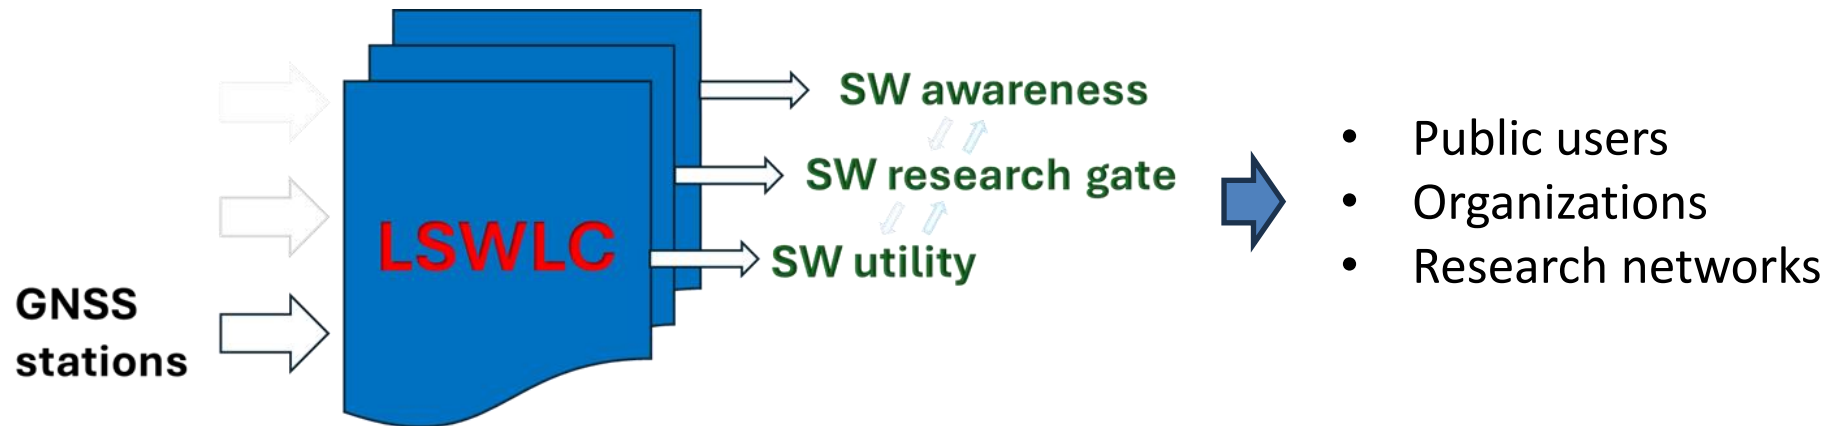 GNSS
stations
LSWLC
SW awareness
SW research gate
SW utility
• Public users
• Organizations
• Research networks